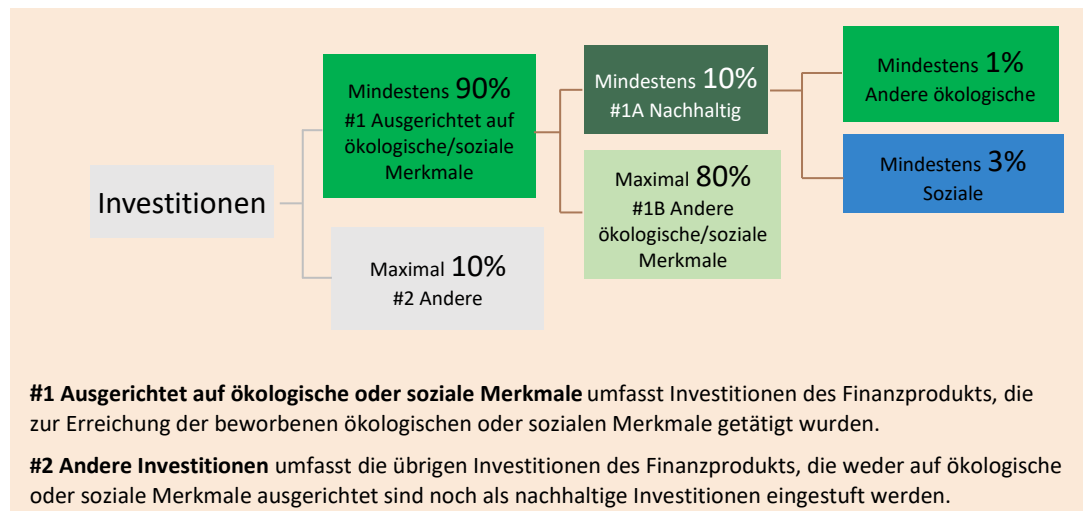 Investitionen
Mindestens 90%
#1 Ausgerichtet auf
ökologische/soziale
Merkmale
Maximal 10%
#2 Andere
Mindestens 10%
#1A Nachhaltig
Maximal 80%
#1B Andere
ökologische/soziale
Merkmale
Mindestens 1%
Andere ökologische
Mindestens 3%
Soziale
#1 Ausgerichtet auf ökologische oder soziale Merkmale umfasst Investitionen des Finanzprodukts, die
zur Erreichung der beworbenen ökologischen oder sozialen Merkmale getätigt wurden.
#2 Andere Investitionen umfasst die übrigen Investitionen des Finanzprodukts, die weder auf ökologische
oder soziale Merkmale ausgerichtet sind noch als nachhaltige Investitionen eingestuft werden.